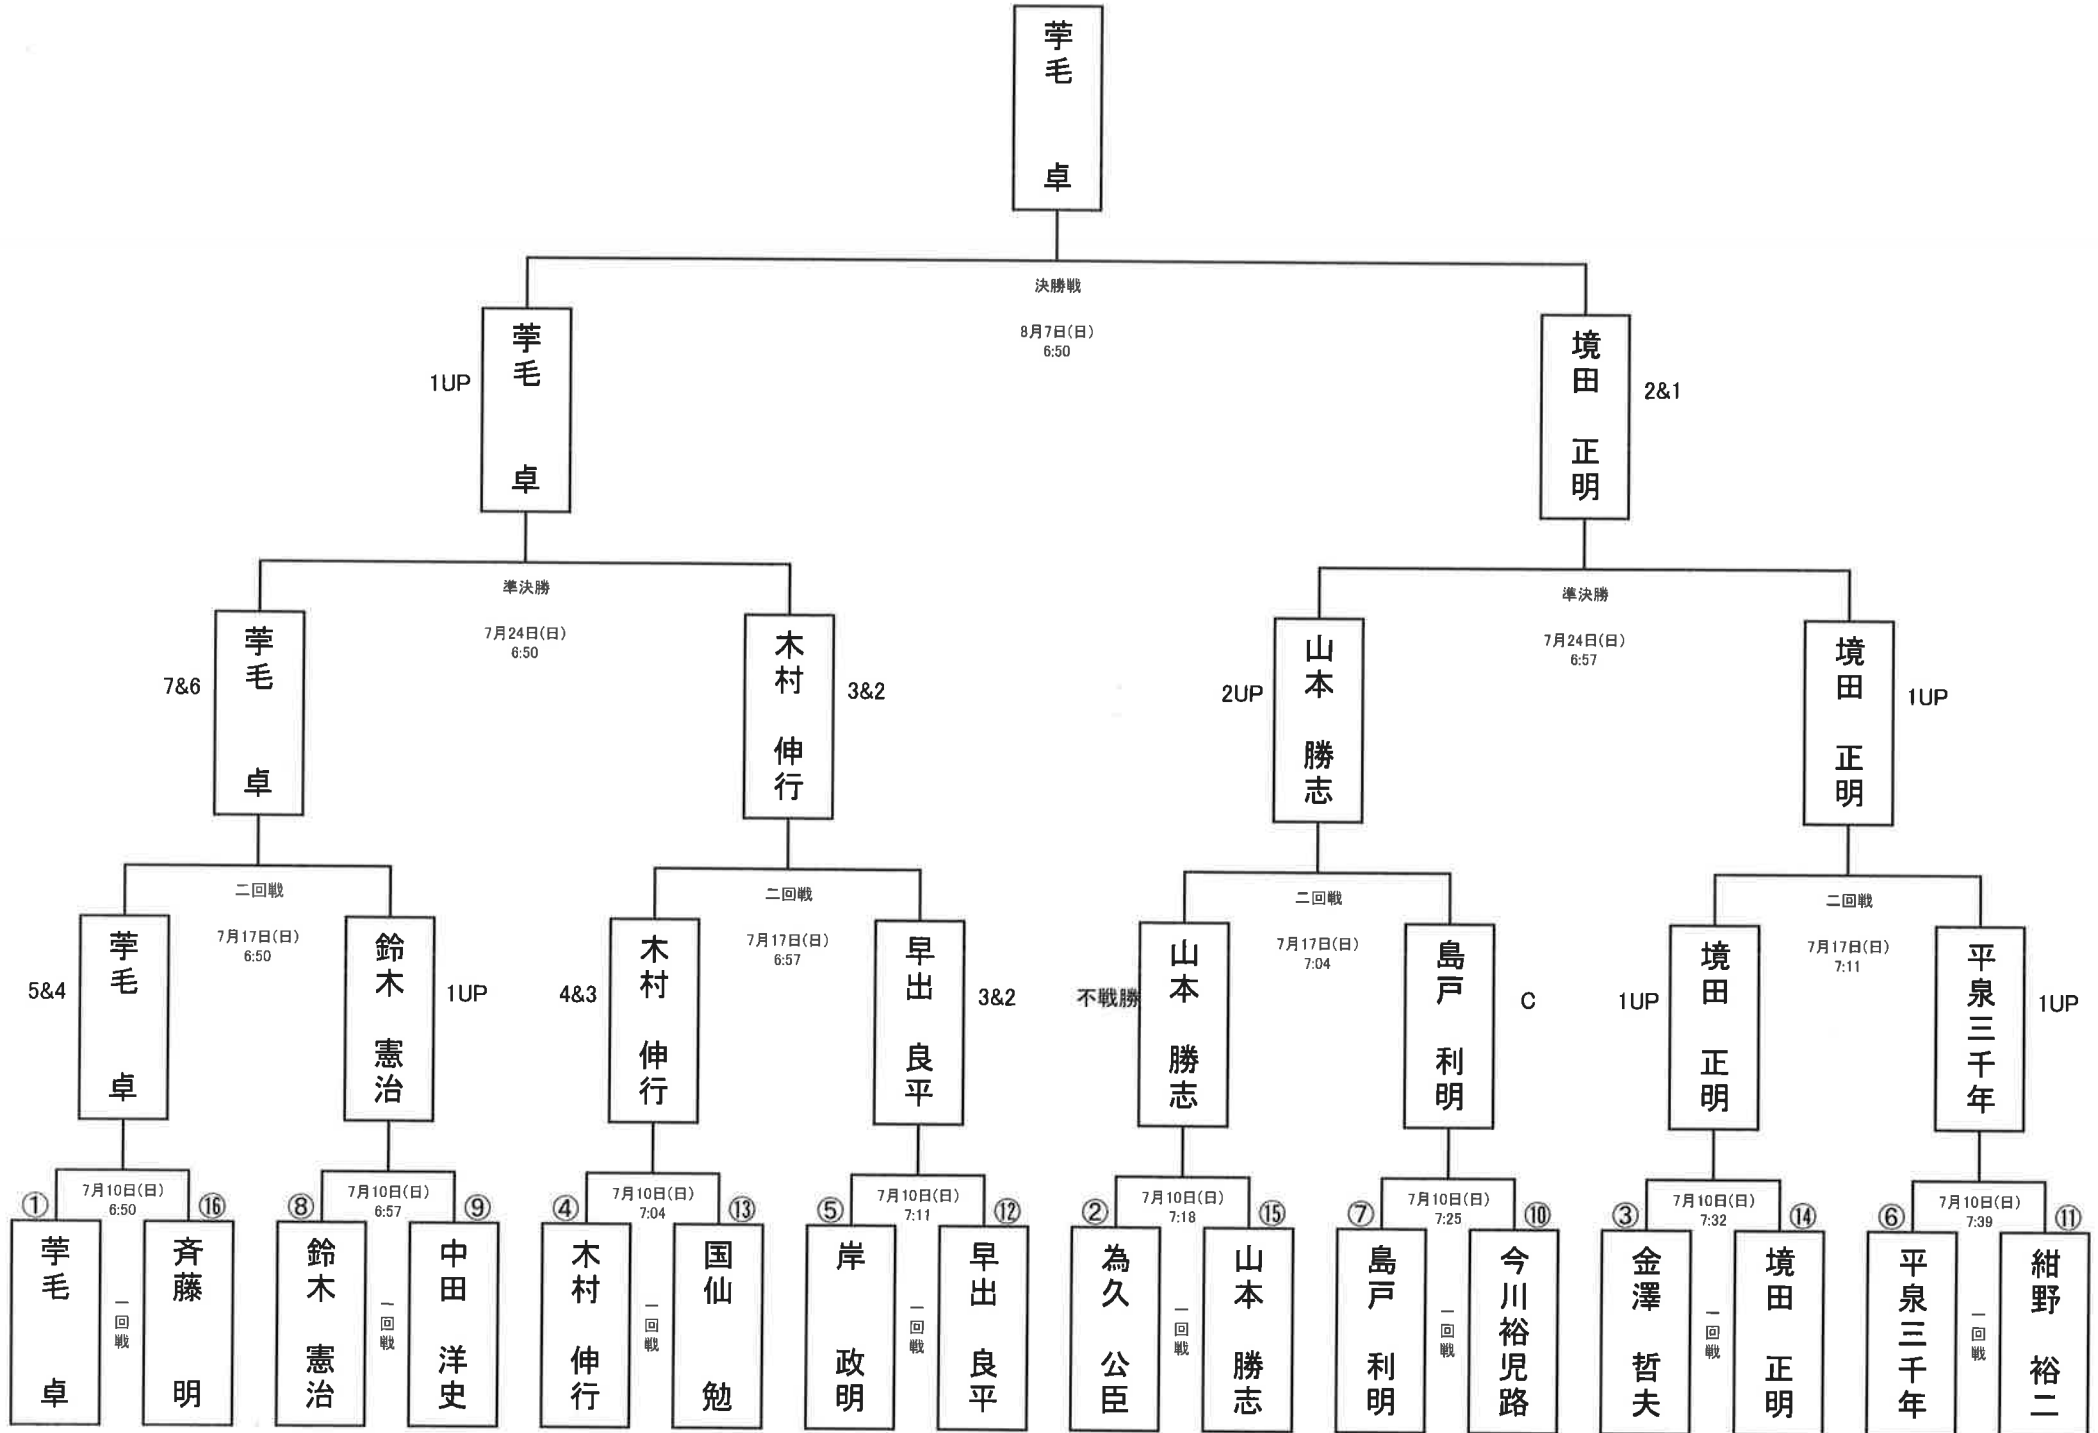 苧毛 卓
決勝戦
8月7日(日)
6:50
1UP
苧毛 卓
境田 正明
2&1
準決勝
7月24日(日)
6:50
準決勝
7月24日(日)
6:57
7&6
苧毛 卓
木村 伸行
3&2
2UP
山本 勝志
境田 正明
1UP
二回戦
7月17日(日)
6:50
二回戦
7月17日(日)
6:57
二回戦
7月17日(日)
7:04
二回戦
7月17日(日)
7:11
5&4
苧毛 卓
鈴木 憲治
1UP
4&3
木村 伸行
早出 良平
3&2
不戦勝
山本 勝志
島戸 利明
C
1UP
境田 正明
平泉三千年
1UP
① 7月10日(日) ⑯
6:50
⑧ 7月10日(日) ⑨
6:57
④ 7月10日(日) ⑬
7:04
⑤ 7月10日(日) ⑫
7:11
② 7月10日(日) ⑮
7:18
⑦ 7月10日(日) ⑩
7:25
③ 7月10日(日) ⑭
7:32
⑥ 7月10日(日) ⑪
7:39
苧毛 卓
一回戦
斉藤 明
鈴木 憲治
一回戦
中田 洋史
木村 伸行
一回戦
国仙 勉
岸 政明
一回戦
早出 良平
為久 公臣
一回戦
山本 勝志
島戸 利明
一回戦
今川裕児路
金澤 哲夫
一回戦
境田 正明
平泉三千年
一回戦
紺野 裕二